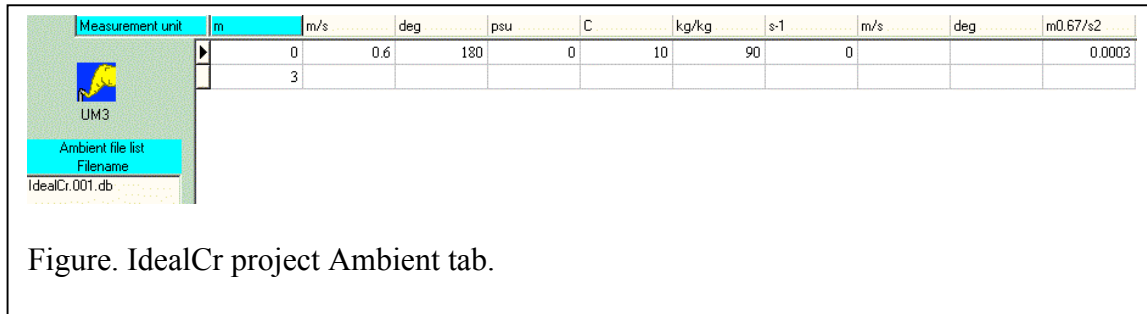 Measurement unit m m/s deg psu C kg/kg s-1 m/s deg m0.67/s2
0 0.6 180 0 10 90 0 0.0003
3
UM3
Ambient file list
Filename
IdealCr.001.db
Figure. IdealCr project Ambient tab.